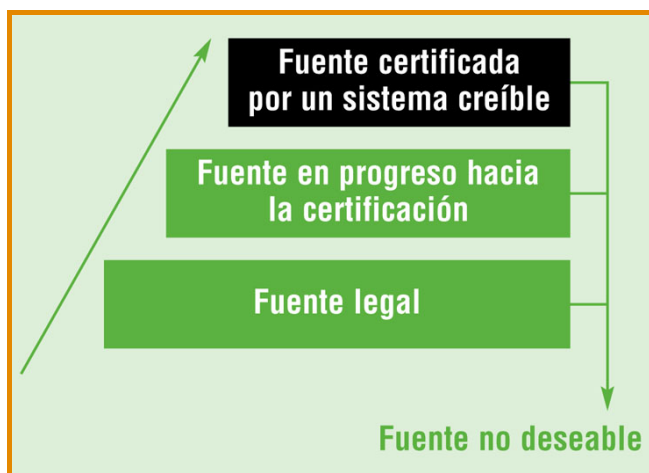 Fuente certificada
por un sistema creíble
Fuente en progreso hacia
la certificación
Fuente legal
Fuente no deseable